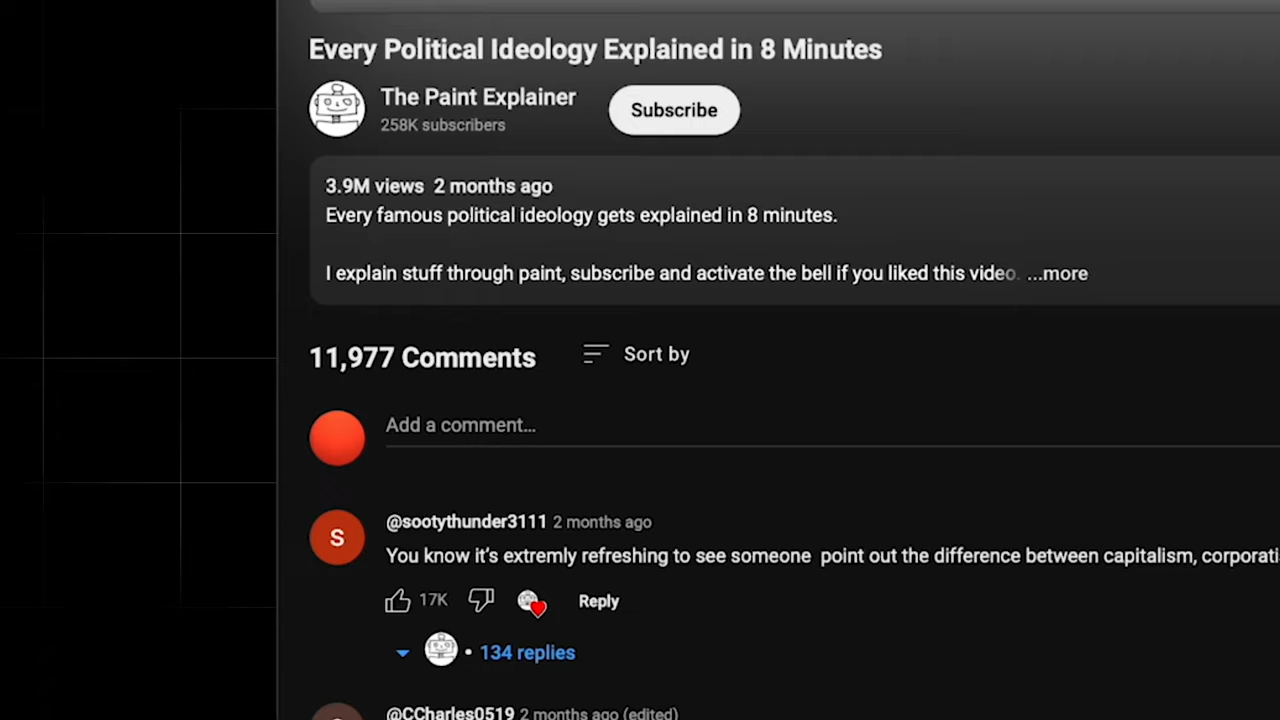 Every Political Ideology Explained in 8 Minutes
The Paint Explainer
258K subscribers
Subscribe
3.9M views 2 months ago
Every famous political ideology gets explained in 8 minutes.
I explain stuff through paint, subscribe and activate the bell if you liked this video. ...more
11,977 Comments
Sort by
Add a comment...
S
@sootythunder3111 2 months ago
You know it's extremly refreshing to see someone point out the difference between capitalism,
17K
Reply
• 134 replies
@CCharles0519 2 months ago (edited)